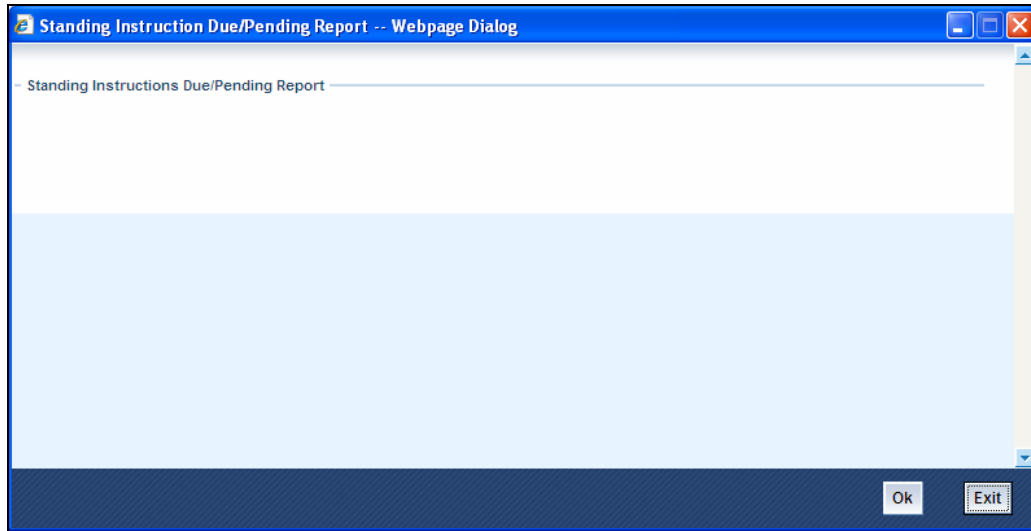 Standing Instruction Due/Pending Report -- Webpage Dialog
Standing Instructions Due/Pending Report
Ok
Exit